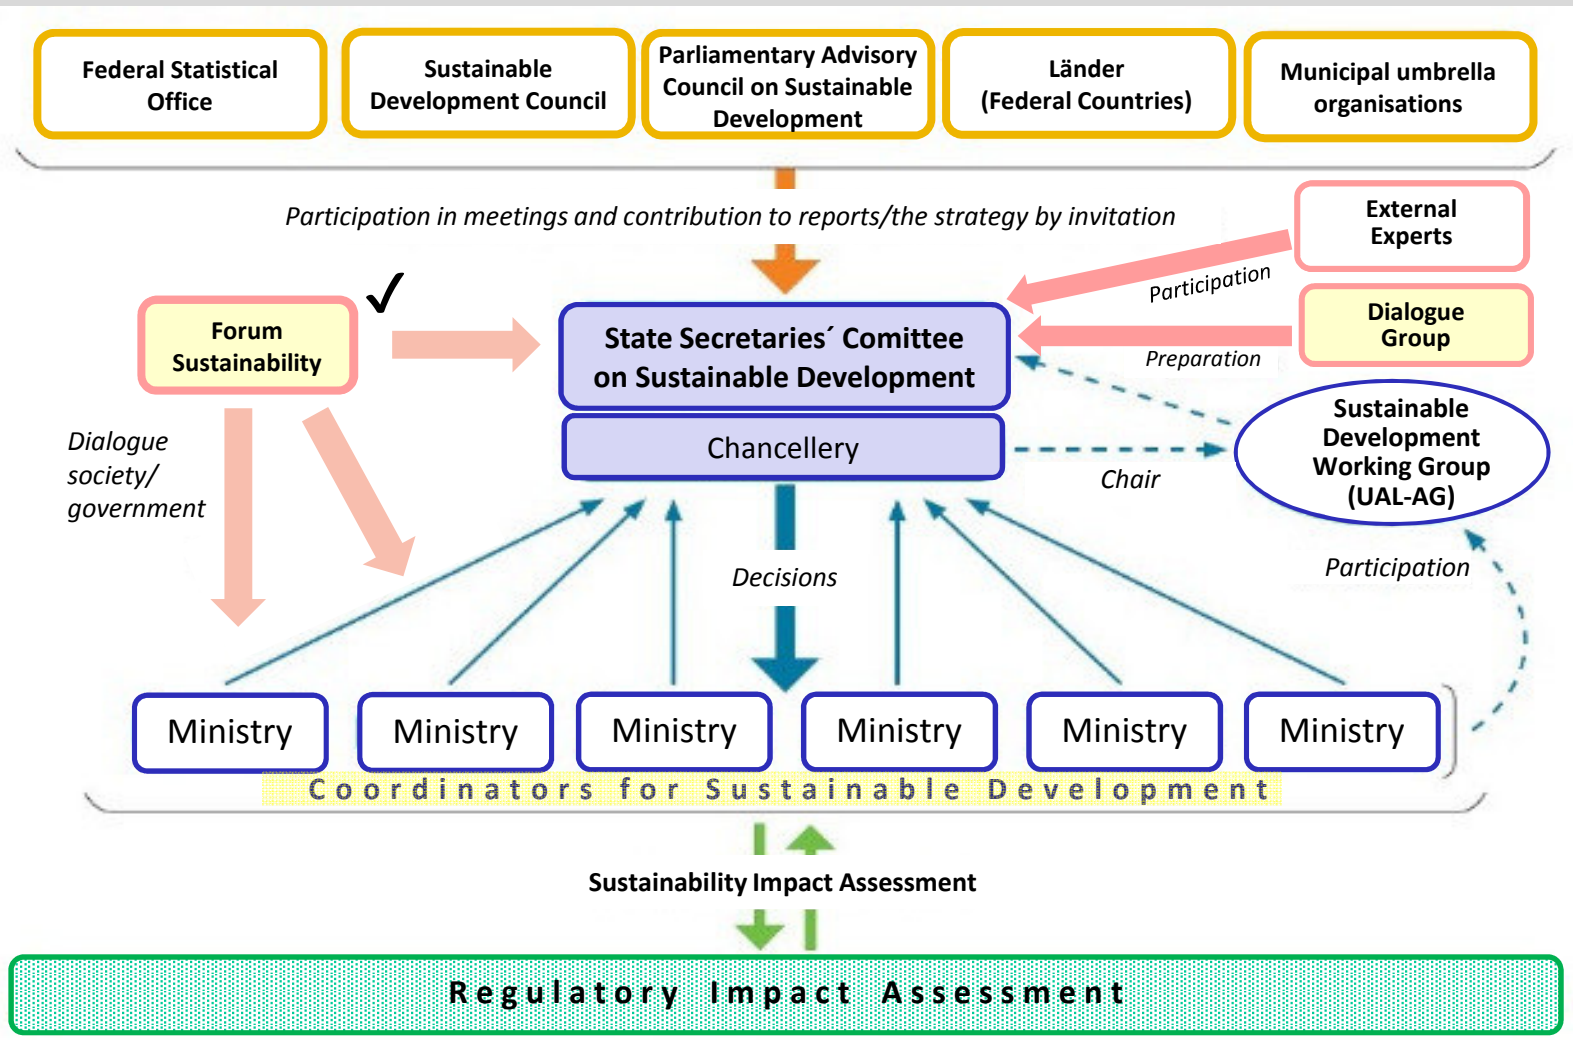 Federal Statistical
Office
Sustainable
Development Council
Parliamentary Advisory
Council on Sustainable
Development
Länder
(Federal Countries)
Municipal umbrella
organisations
Participation in meetings and contribution to reports/the strategy by invitation
External
Experts
Participation
Forum
Sustainability
State Secretaries´ Comittee
on Sustainable Development
Dialogue
Group
Preparation
Chancellery
Sustainable
Development
Working Group
(UAL-AG)
Chair
Dialogue
society/
government
Decisions
Participation
Ministry
Ministry
Ministry
Ministry
Ministry
Ministry
Coordinators for Sustainable Development
Sustainability Impact Assessment
Regulatory Impact Assessment